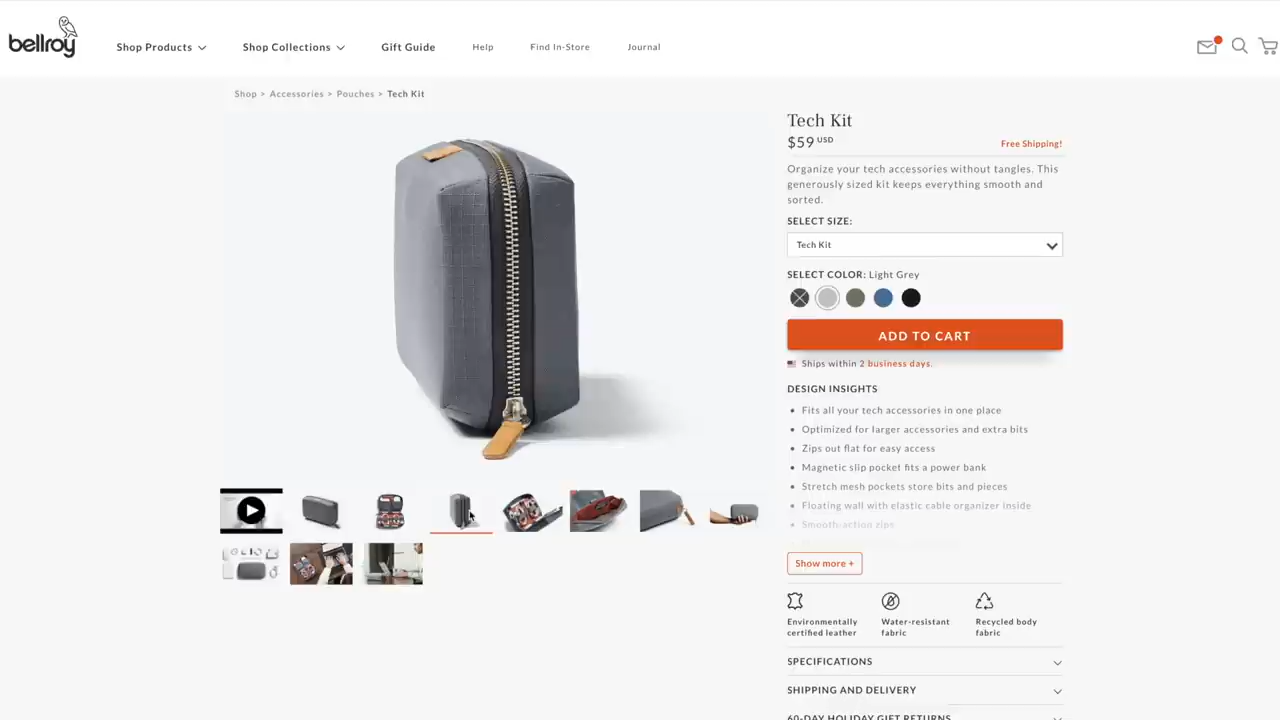 bellroy
Shop Products
Shop Collections
Gift Guide
Help
Find In-Store
Journal
Shop > Accessories > Pouches > Tech Kit
Tech Kit
$59 USD
Free Shipping!
Organize your tech accessories without tangles. This
generously sized kit keeps everything smooth and
sorted.
SELECT SIZE:
Tech Kit
SELECT COLOR: Light Grey
ADD TO CART
Ships within 2 business days.
DESIGN INSIGHTS
Fits all your tech accessories in one place
Optimized for larger accessories and extra bits
Zips out flat for easy access
Magnetic slip pocket fits a power bank
Stretch mesh pockets store bits and pieces
Floating wall with elastic cable organizer inside
Smooth-action zips
Show more +
Environmentally
certified leather
Water-resistant
fabric
Recycled body
fabric
SPECIFICATIONS
SHIPPING AND DELIVERY
60-DAY HOLIDAY GIFT RETURNS